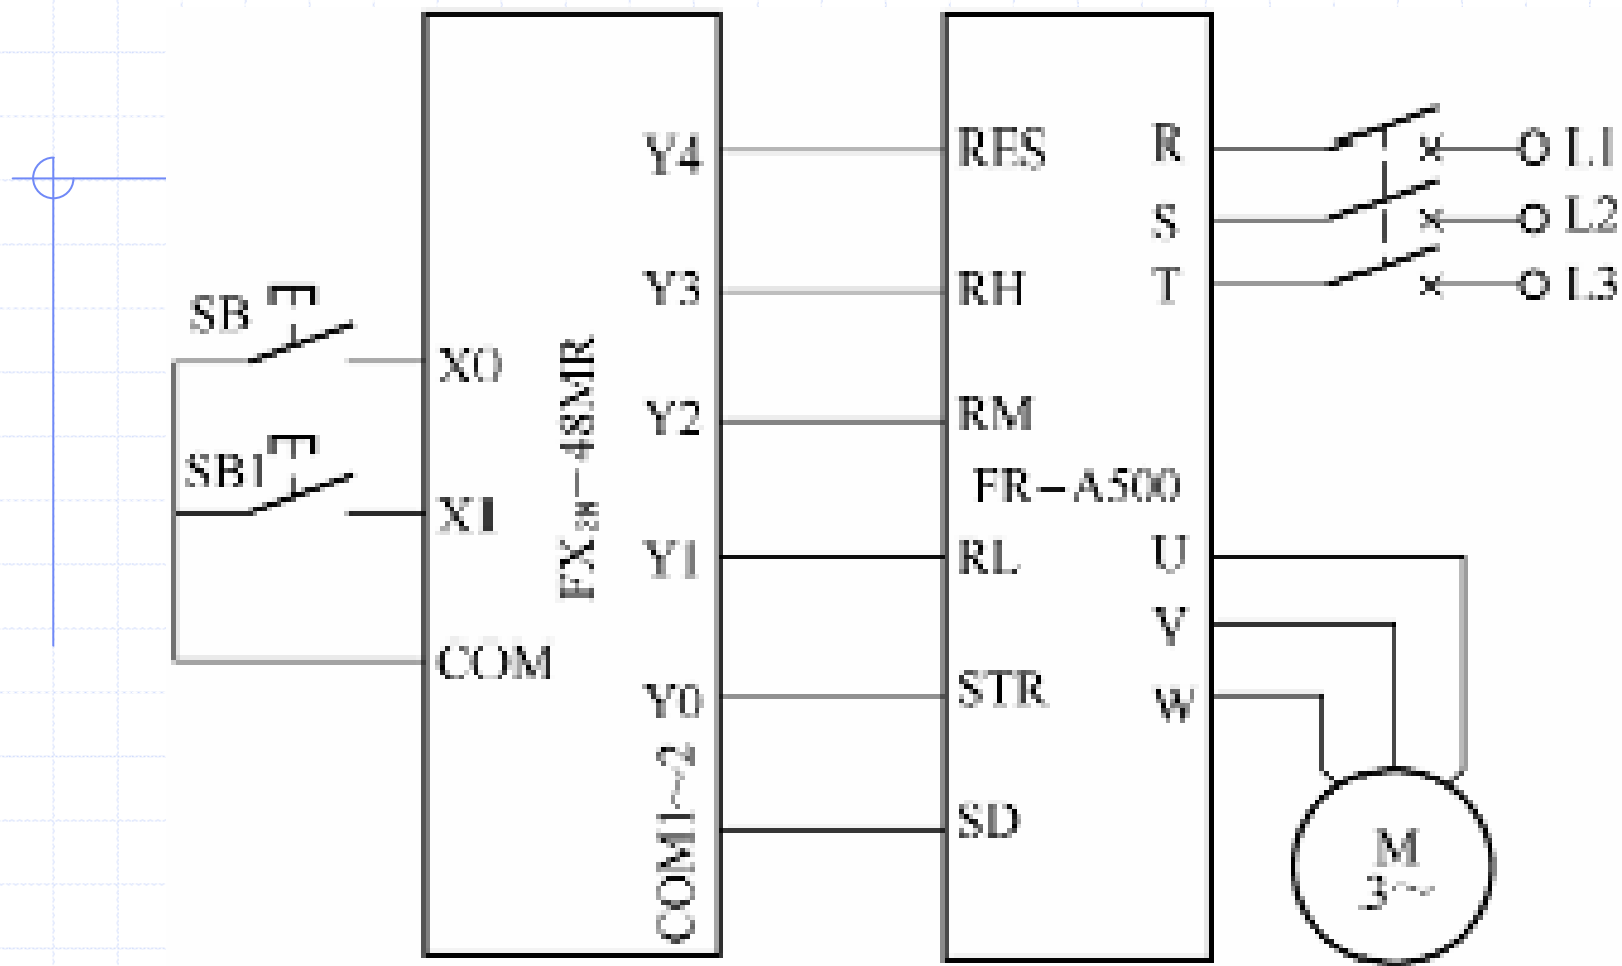 SB
SB1
X0
X1
COM
FX2N-48MR
Y4
Y3
Y2
Y1
Y0
COM1~2
RES
RH
RM
FR-A500
RL
STR
SD
R
S
T
U
V
W
L1
L2
L3
M
3~